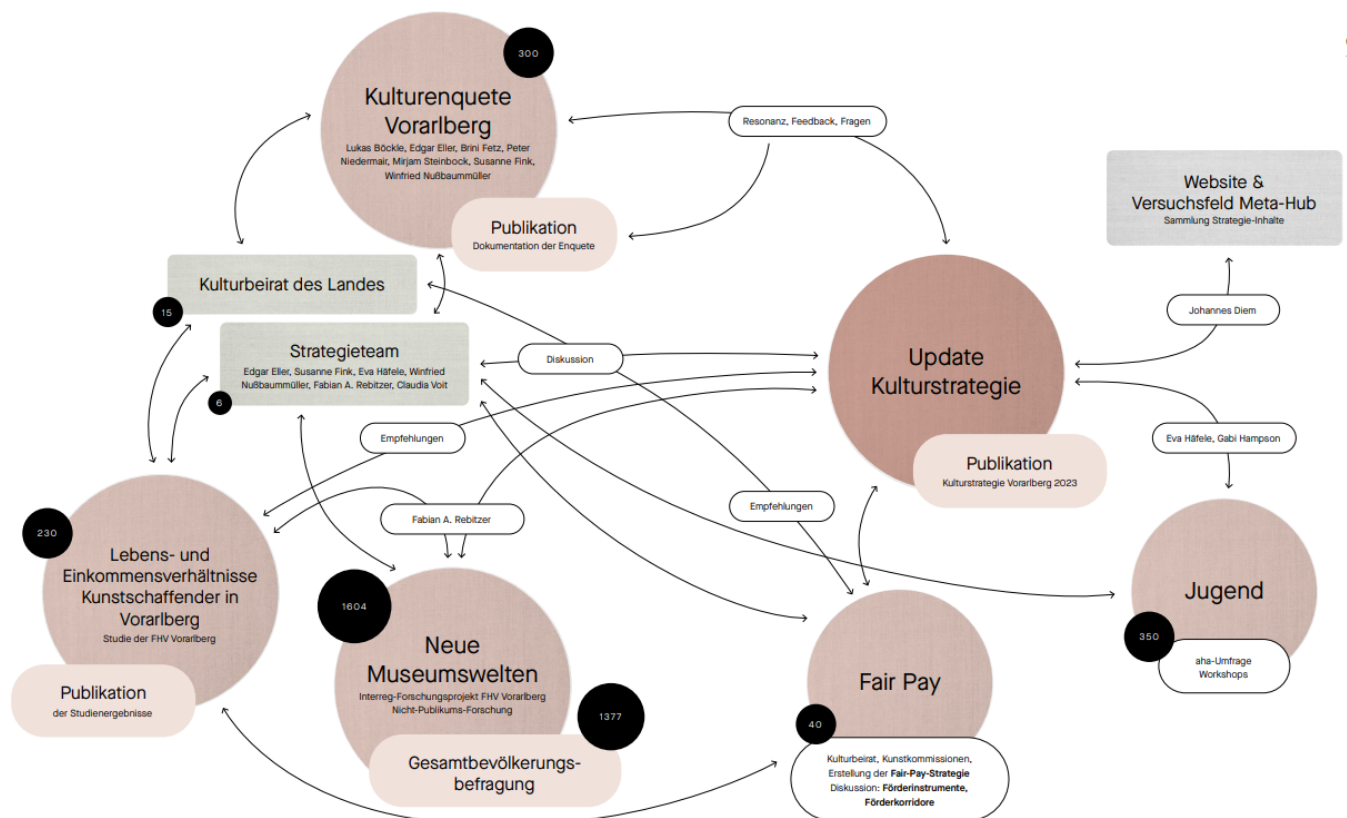 300
Kulturenquete
Vorarlberg
Lukas Böckle, Edgar Eller, Brini Fetz, Peter
Niedermair, Mirjam Steinbock, Susanne Fink,
Winfried Nußbaummüller
Publikation
Dokumentation der Enquete
Resonanz, Feedback, Fragen
Website &
Versuchsfeld Meta-Hub
Sammlung Strategie-Inhalte
Kulturbeirat des Landes
15
Strategieteam
Edgar Eller, Susanne Fink, Eva Häfele, Winfried
Nußbaummüller, Fabian A. Rebitzer, Claudia Voit
6
Diskussion
Johannes Diem
Update
Kulturstrategie
Publikation
Kulturstrategie Vorarlberg 2023
Empfehlungen
Eva Häfele, Gabi Hampson
Fabian A. Rebitzer
Empfehlungen
230
Lebens- und
Einkommensverhältnisse
Kunstschaffender in
Vorarlberg
Studie der FHV Vorarlberg
Publikation
der Studienergebnisse
1604
Neue
Museumswelten
Interreg-Forschungsprojekt FHV Vorarlberg
Nicht-Publikums-Forschung
1377
Gesamtbevölkerungs-
befragung
Fair Pay
40
Kulturbeirat, Kunstkommissionen,
Erstellung der Fair-Pay-Strategie
Diskussion: Förderinstrumente,
Förderkorridore
Jugend
350
aha-Umfrage
Workshops